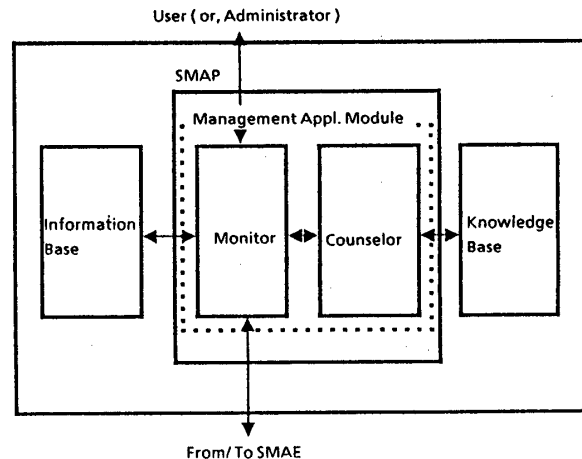 User ( or, Administrator )
SMAP
Management Appl. Module
Information
Base
Monitor
Counselor
Knowledge
Base
From/ To SMAE